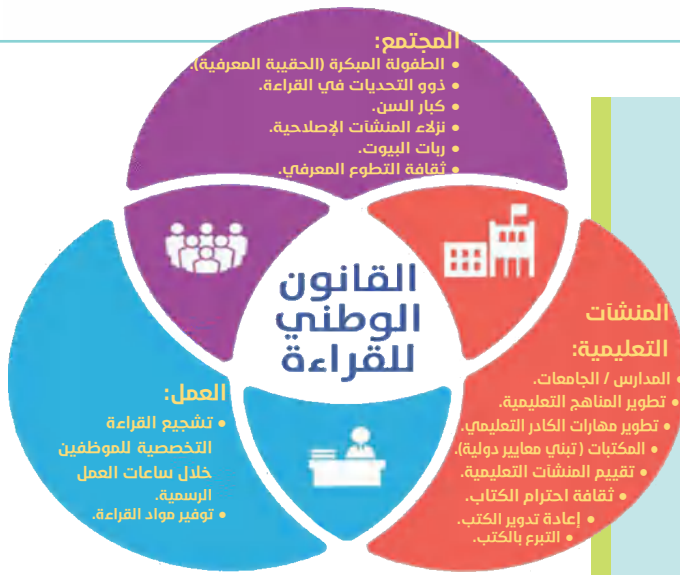 المجتمع:
• الطفولة المبكرة (الحقيبة المعرفية).
• ذوو التحديات في القراءة.
• كبار السن.
• نزلاء المنشآت الإصلاحية.
• ربات البيوت.
• ثقافة التطوع المعرفي.
القانون
الوطني
للقراءة
المنشآت
التعليمية:
• المدارس / الجامعات.
• تطوير المناهج التعليمية.
• تطوير مهارات الكادر التعليمي.
• المكتبات (تبني معايير دولية).
• تقييم المنشآت التعليمية.
• ثقافة احترام الكتاب.
• إعادة تدوير الكتب.
• التبرع بالكتب.
العمل:
• تشجيع القراءة
التخصصية للموظفين
خلال ساعات العمل
الرسمية.
• توفير مواد القراءة.